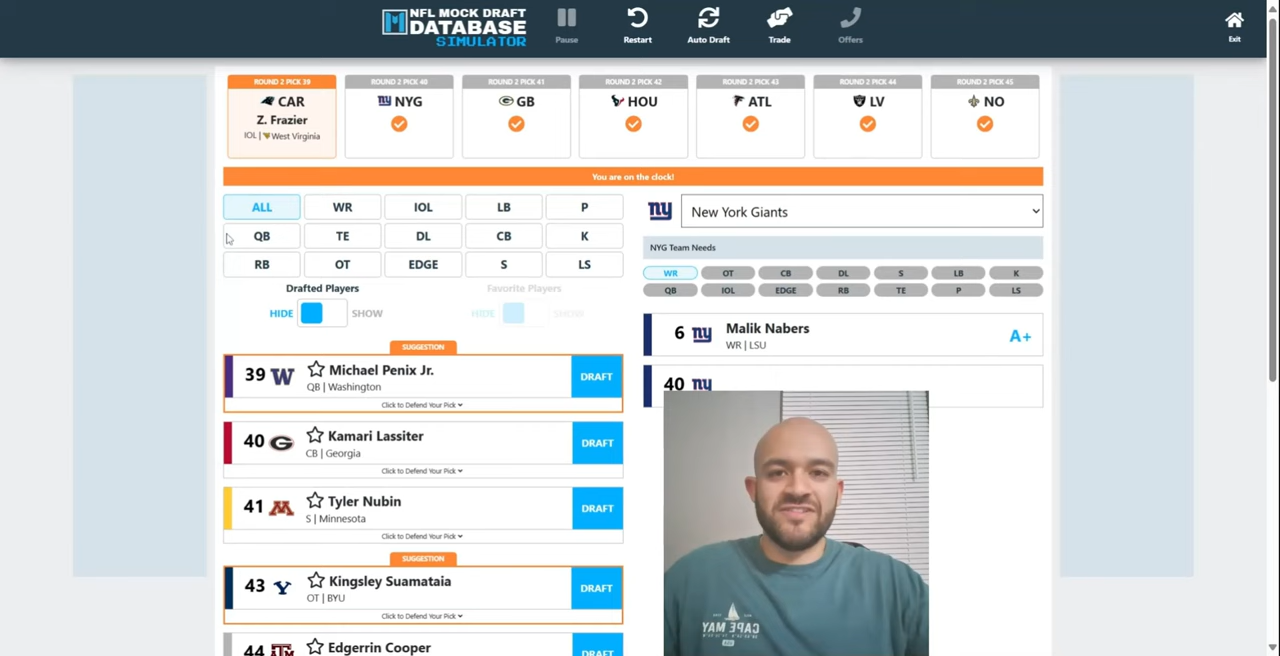 NFL MOCK DRAFT
DATABASE
SIMULATOR
Pause
Restart
Auto Draft
Trade
Offers
Exit
ROUND 2 PICK 39
CAR
Z. Frazier
IOL | West Virginia
ROUND 2 PICK 40
NYG
ROUND 2 PICK 41
GB
ROUND 2 PICK 42
HOU
ROUND 2 PICK 43
ATL
ROUND 2 PICK 44
LV
ROUND 2 PICK 45
NO
You are on the clock!
ALL WR IOL LB P
QB TE DL CB K
RB OT EDGE S LS
Drafted Players
HIDE SHOW
Favorite Players
HIDE SHOW
SUGGESTION
39 W Michael Penix Jr.
QB | Washington
DRAFT
Click to Defend Your Pick
40 G Kamari Lassiter
CB | Georgia
DRAFT
Click to Defend Your Pick
41 M Tyler Nubin
S | Minnesota
DRAFT
Click to Defend Your Pick
SUGGESTION
43 Y Kingsley Suamataia
OT | BYU
DRAFT
Click to Defend Your Pick
44 ATM Edgerrin Cooper
DRAFT
ny New York Giants
NYG Team Needs
WR OT CB DL S LB K
QB IOL EDGE RB TE P LS
6 ny Malik Nabers
WR | LSU
A+
40 ny
CAPE MAY